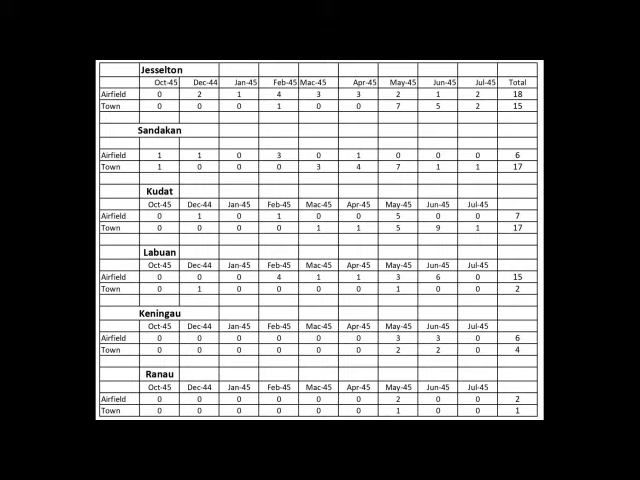 Jesselton
Oct-45 Dec-44 Jan-45 Feb-45 Mac-45 Apr-45 May-45 Jun-45 Jul-45 Total
Airfield 0 2 1 4 3 3 2 1 2 18
Town 0 0 0 1 0 0 7 5 2 15
Sandakan
Airfield 1 1 0 3 0 1 0 0 0 6
Town 1 0 0 0 3 4 7 1 1 17
Kudat
Oct-45 Dec-44 Jan-45 Feb-45 Mac-45 Apr-45 May-45 Jun-45 Jul-45
Airfield 0 1 0 1 0 0 5 0 0 7
Town 0 0 0 0 1 1 5 9 1 17
Labuan
Oct-45 Dec-44 Jan-45 Feb-45 Mac-45 Apr-45 May-45 Jun-45 Jul-45
Airfield 0 0 0 4 1 1 3 6 0 15
Town 0 1 0 0 0 0 1 0 0 2
Keningau
Oct-45 Dec-44 Jan-45 Feb-45 Mac-45 Apr-45 May-45 Jun-45 Jul-45
Airfield 0 0 0 0 0 0 3 3 0 6
Town 0 0 0 0 0 0 2 2 0 4
Ranau
Oct-45 Dec-44 Jan-45 Feb-45 Mac-45 Apr-45 May-45 Jun-45 Jul-45
Airfield 0 0 0 0 0 0 2 0 0 2
Town 0 0 0 0 0 0 1 0 0 1